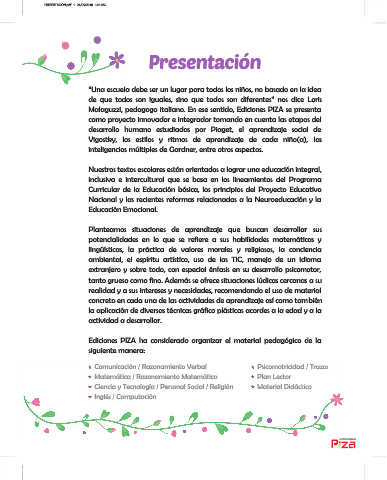 Presentación
"Una escuela debe ser un lugar para todos los niños, no basado en la idea
de que todos son iguales, sino que todos son diferentes" nos dice Loris
Malaguzzi, pedagogo italiano. En ese sentido, Ediciones PIZA se presenta
como proyecto innovador e integrador tomando en cuenta las etapas del
desarrollo humano estudiados por Piaget, el aprendizaje social de
Vigostky, los estilos y ritmos de aprendizaje de cada niño(a), las
inteligencias múltiples de Gardner, entre otros aspectos.
Nuestros textos escolares están orientados a lograr una educación integral,
inclusiva e intercultural que se basa en los lineamientos del Programa
Curricular de la Educación básica, los principios del Proyecto Educativo
Nacional y las recientes reformas relacionadas a la Neuroeducación y la
Educación Emocional.
Planteamos situaciones de aprendizaje que buscan desarrollar sus
potencialidades en lo que se refiere a sus habilidades matemáticas y
lingüísticas, la práctica de valores morales y religiosos, la conciencia
ambiental, el espíritu artístico, uso de las TIC, manejo de un idioma
extranjero y sobre todo, con especial énfasis en su desarrollo psicomotor,
tanto grueso como fino. Además se ofrece situaciones lúdicas cercanas a su
realidad y a sus intereses y necesidades, recomendando el uso de material
concreto en cada una de las actividades de aprendizaje así como también
la aplicación de diversas técnicas gráfico plásticas acordes a la edad y a la
actividad a desarrollar.
Ediciones PIZA ha considerado organizar el material pedagógico de la
siguiente manera:
Comunicación / Razonamiento Verbal
Matemática / Razonamiento Matemático
Ciencia y Tecnología / Personal Social / Religión
Inglés / Computación
Psicomotricidad / Trazos
Plan Lector
Material Didáctico
PIZA